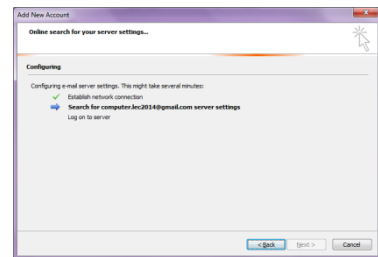 Add New Account
Online search for your server settings...
Configuring
Configuring e-mail server settings. This might take several minutes:
Establish network connection
Search for computer.lec2014@gmail.com server settings
Log on to server
< Back
Next >
Cancel